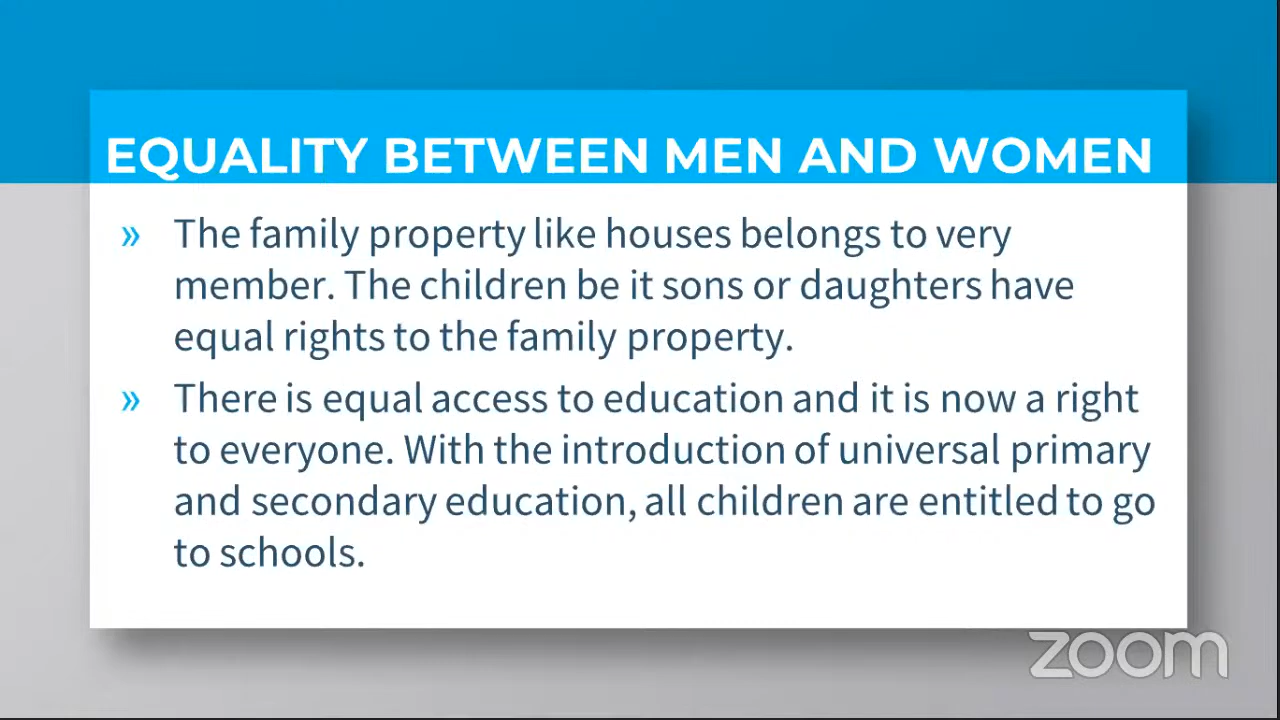 EQUALITY BETWEEN MEN AND WOMEN
» The family property like houses belongs to very
member. The children be it sons or daughters have
equal rights to the family property.
» There is equal access to education and it is now a right
to everyone. With the introduction of universal primary
and secondary education, all children are entitled to go
to schools.
zoom